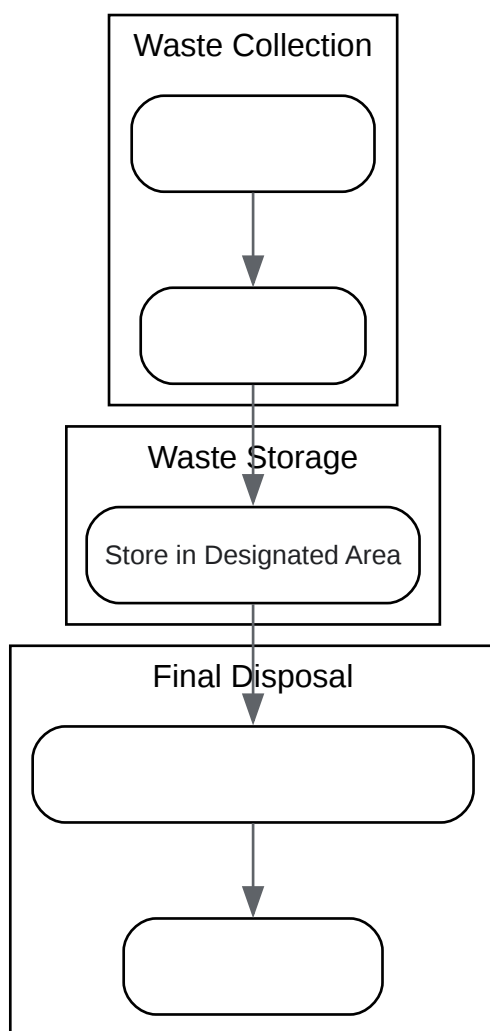 Waste Collection
Waste Storage
Store in Designated Area
Final Disposal